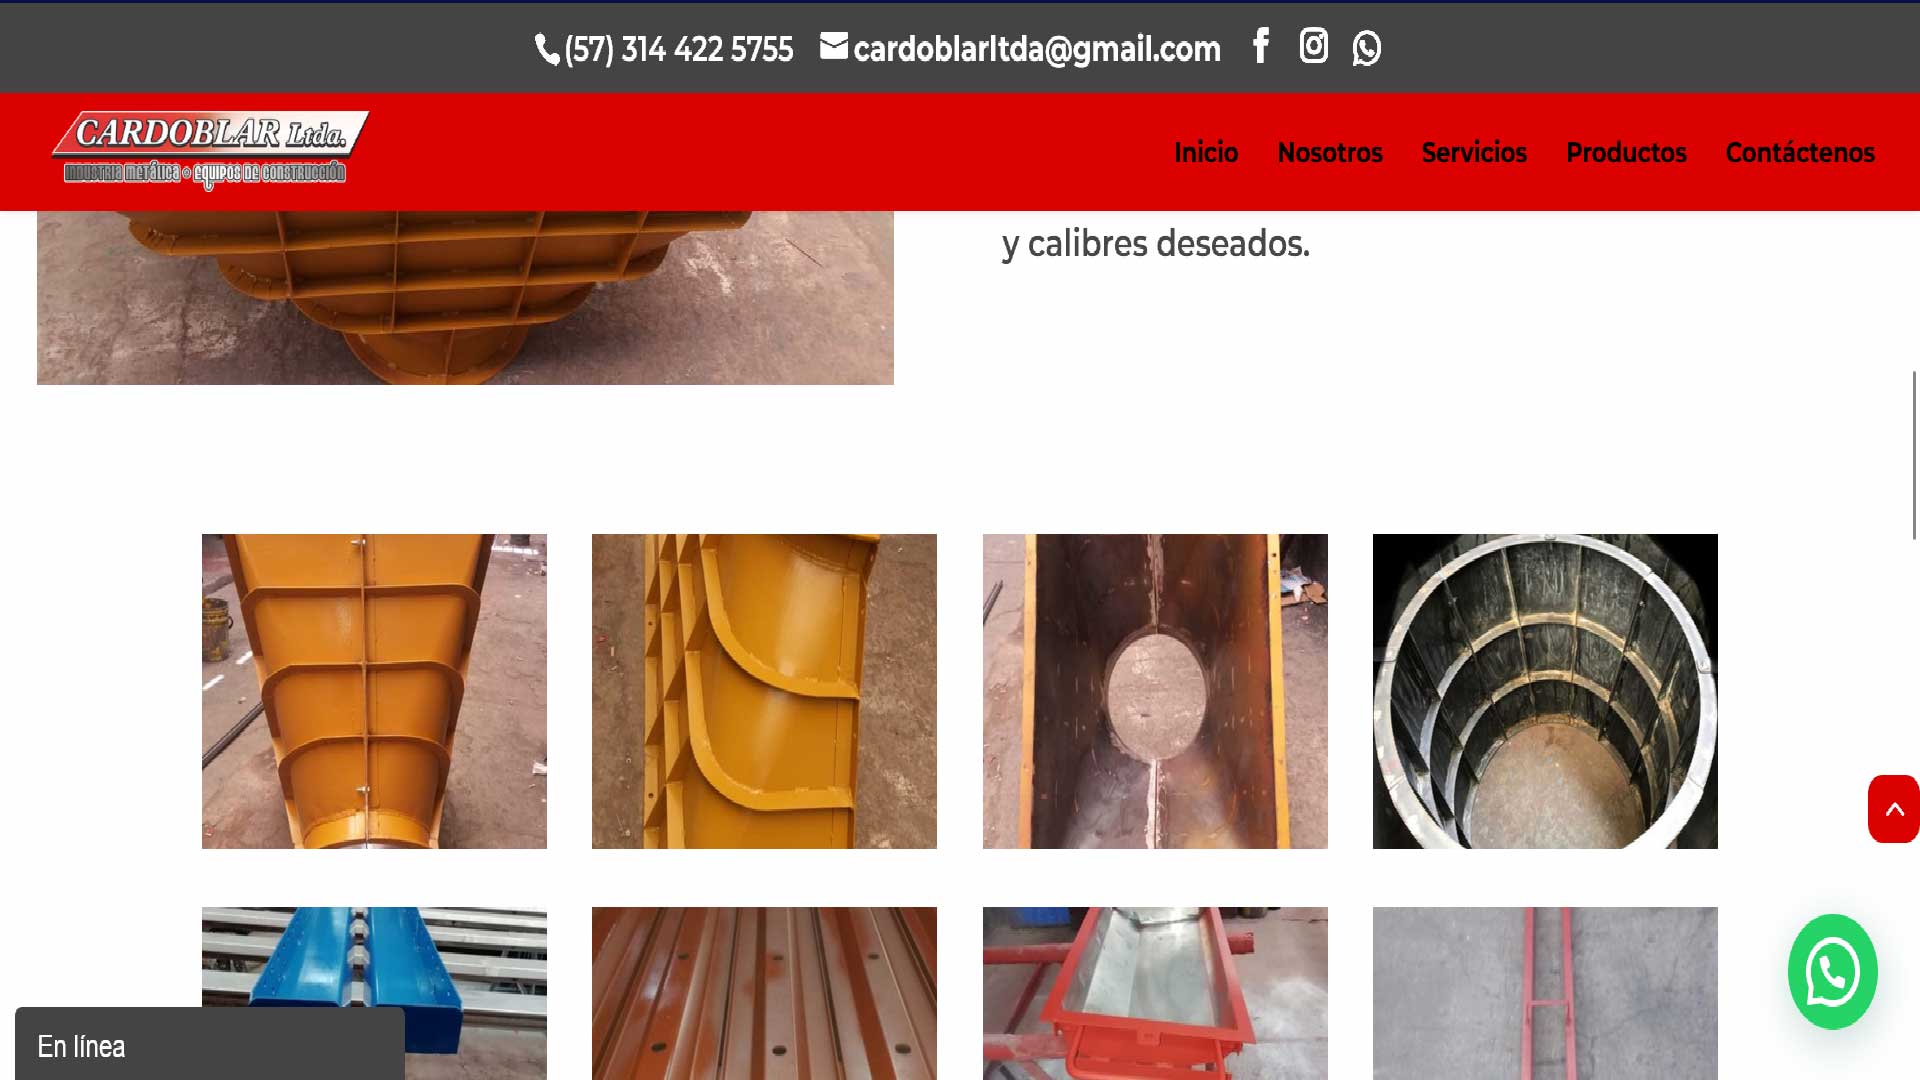 (57) 314 422 5755 cardoblarltda@gmail.com
CARDOBLAR Ltda.
INDUSTRIA METÁLICA EQUIPOS DE CONSTRUCCIÓN
Inicio Nosotros Servicios Productos Contáctenos
y calibres deseados.
En línea